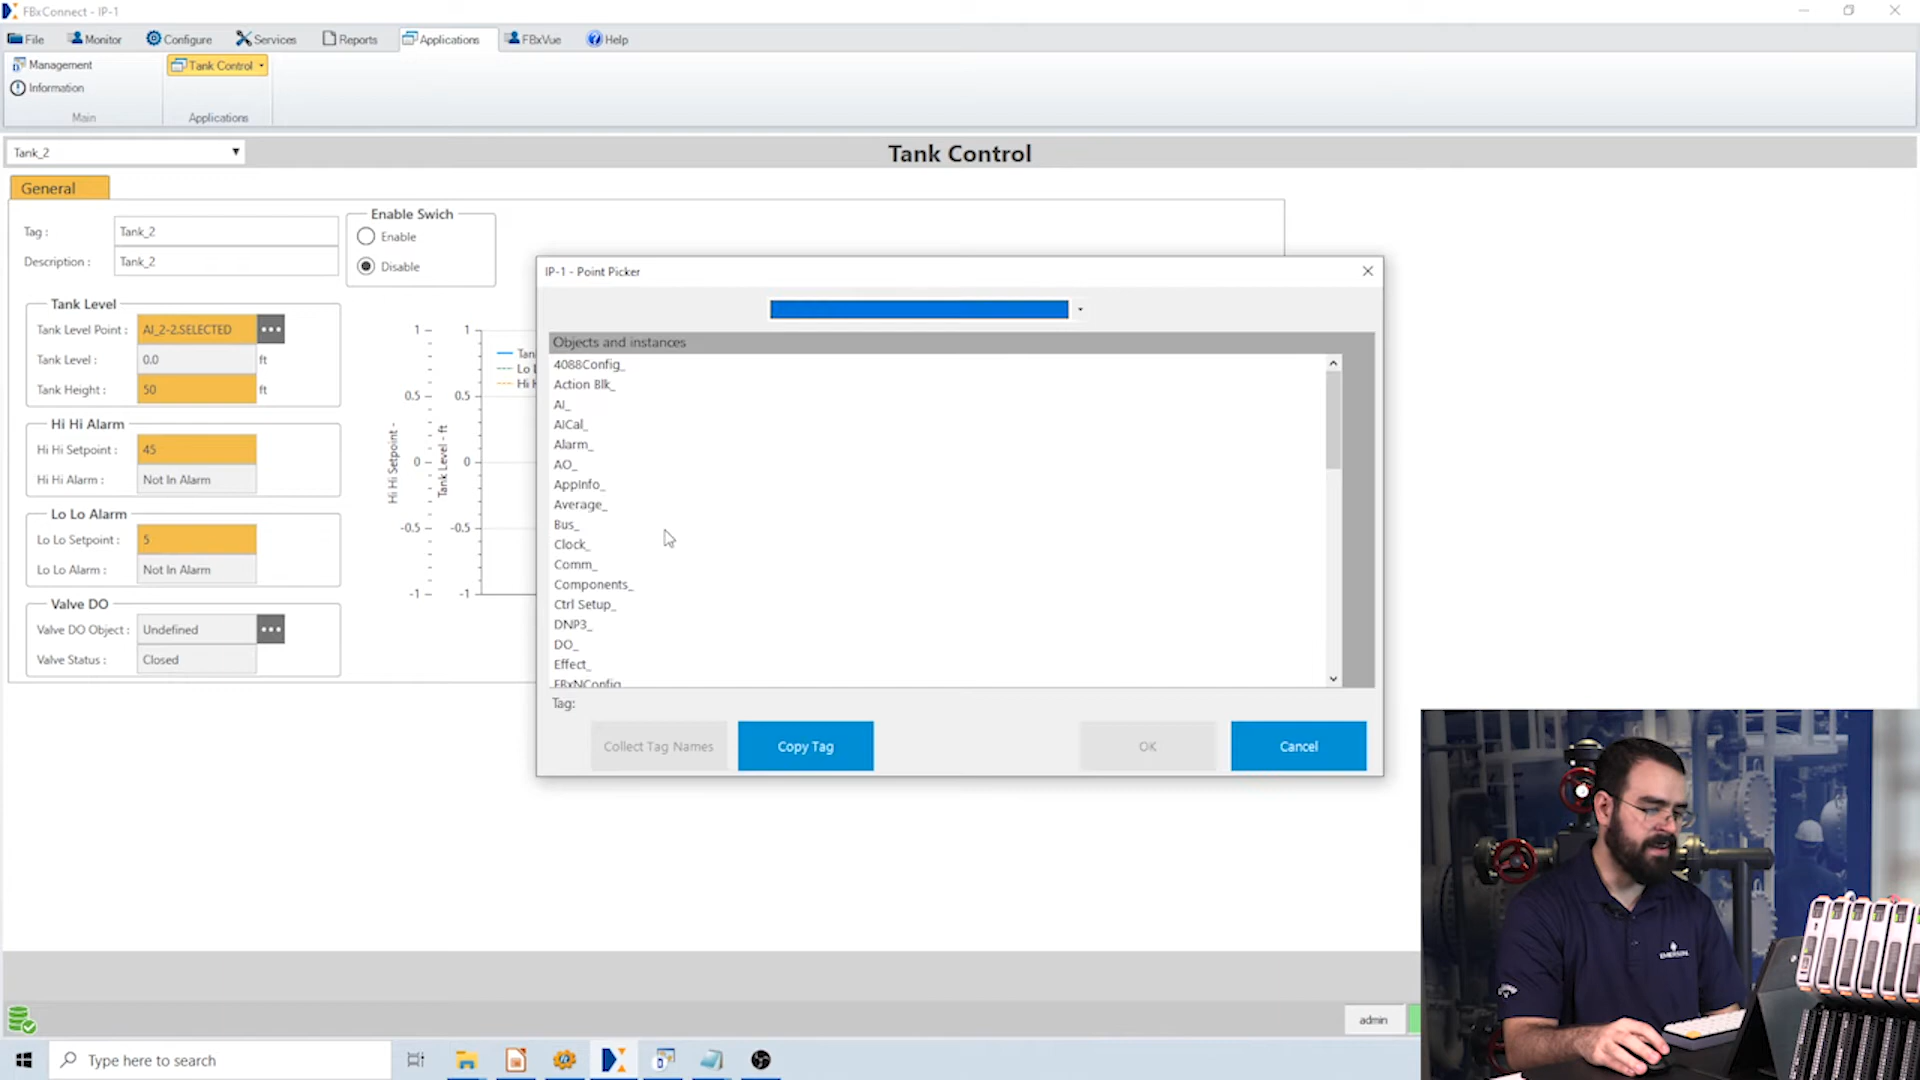 FBxConnect - IP-1
File
Monitor
Configure
Services
Reports
Applications
FBxVue
Help
Management
Information
Main
Tank Control
Applications
Tank_2
Tank Control
General
Tag :
Tank_2
Description :
Tank_2
Enable Swich
Enable
Disable
Tank Level
Tank Level Point :
AI_2-2.SELECTED
Tank Level :
0.0
ft
Tank Height :
50
ft
Hi Hi Alarm
Hi Hi Setpoint :
45
Hi Hi Alarm :
Not In Alarm
Lo Lo Alarm
Lo Lo Setpoint :
5
Lo Lo Alarm :
Not In Alarm
Valve DO
Valve DO Object :
Undefined
Valve Status :
Closed
Hi Hi Setpoint -
1
0.5
0
-0.5
-1
Tank Level - ft
1
0.5
0
-0.5
-1
IP-1 - Point Picker
Objects and instances
4088Config_
Action Blk_
AI_
AICal_
Alarm_
AO_
AppInfo_
Average_
Bus_
Clock_
Comm_
Components_
Ctrl Setup_
DNP3_
DO_
Effect_
FBxNConfig
Tag:
Collect Tag Names
Copy Tag
OK
Cancel
admin
Type here to search
EMERSON